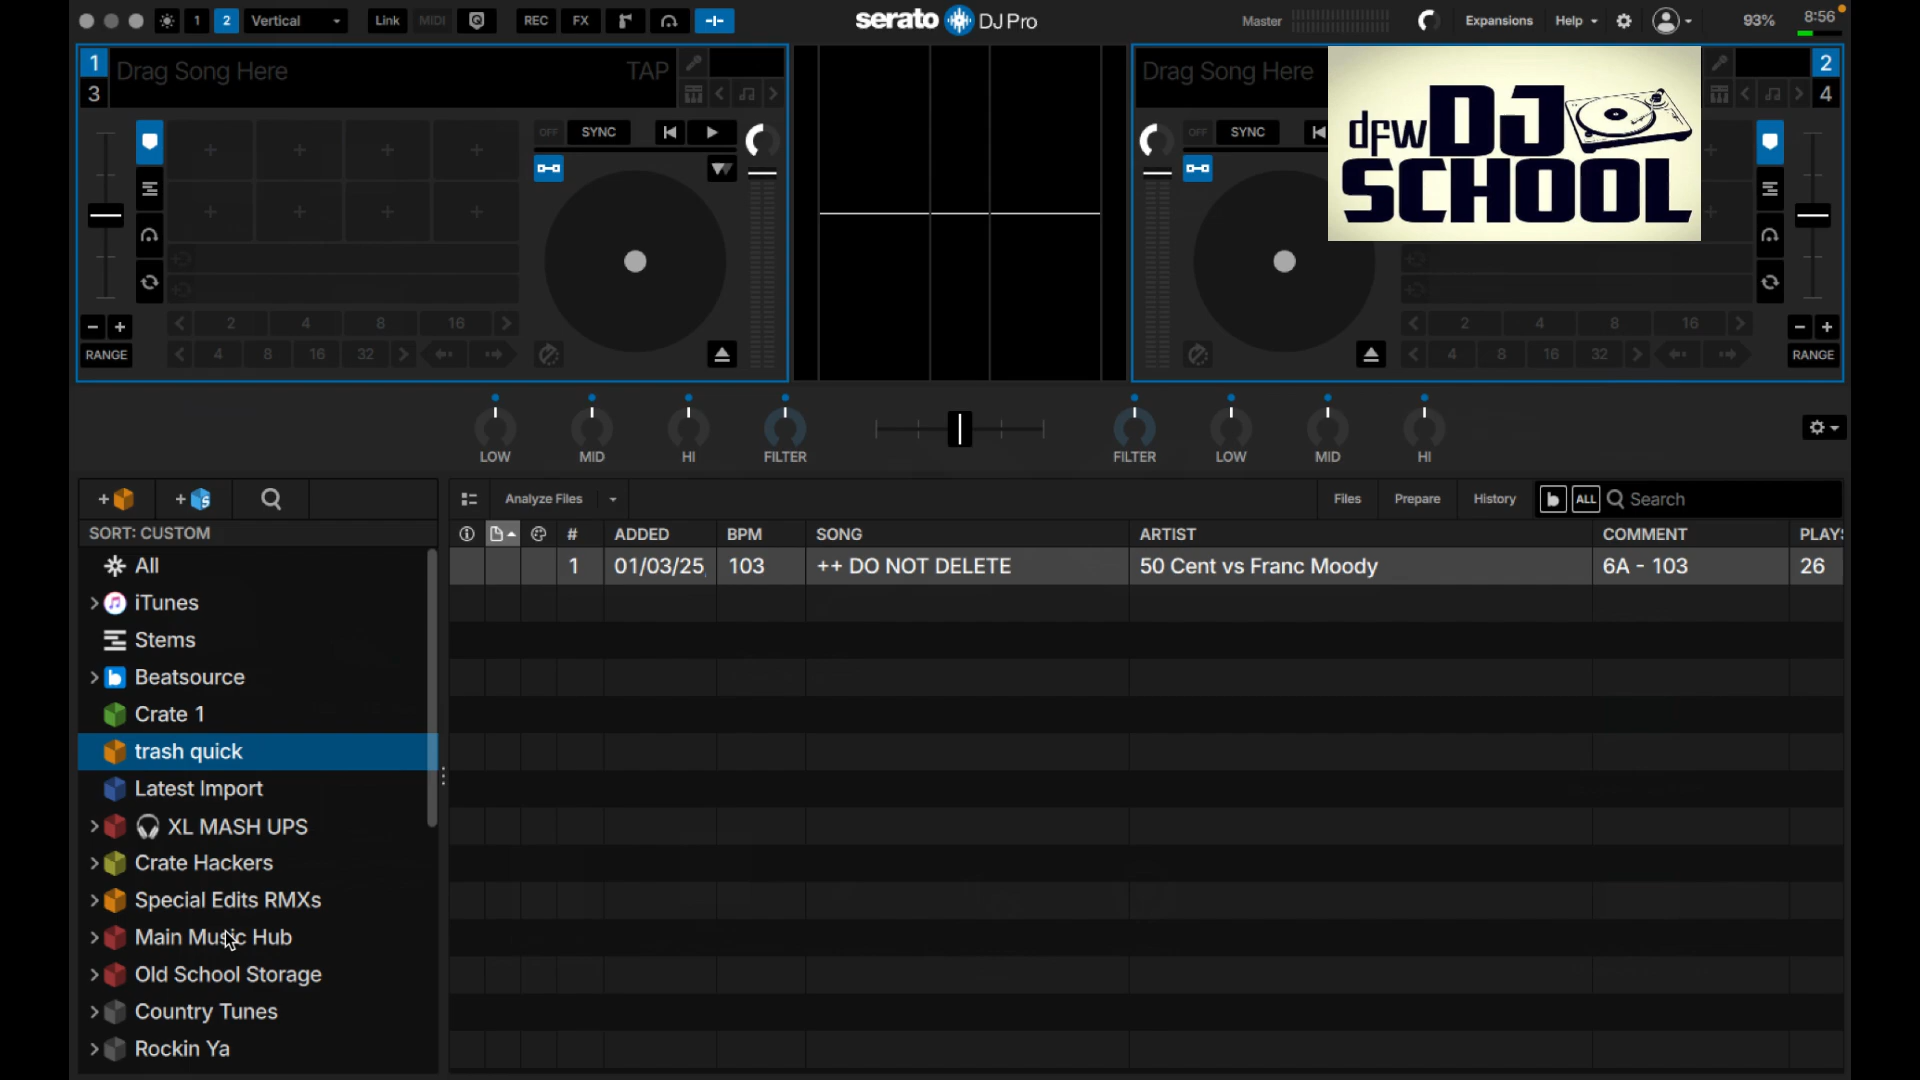 1 2 Vertical Link MIDI REC FX serato DJ Pro Master Expansions Help 93% 8:56
1 Drag Song Here TAP
3
Drag Song Here 2
4
dfw DJ
SCHOOL
OFF SYNC
OFF SYNC
2 4 8 16
2 4 8 16
RANGE 4 8 16 32
4 8 16 32 RANGE
LOW MID HI FILTER FILTER LOW MID HI
Analyze Files Files Prepare History ALL Search
SORT: CUSTOM
# ADDED BPM SONG ARTIST COMMENT PLAYS
1 01/03/25, 103 ++ DO NOT DELETE 50 Cent vs Franc Moody 6A - 103 26
All
iTunes
Stems
Beatsource
Crate 1
trash quick
Latest Import
XL MASH UPS
Crate Hackers
Special Edits RMXs
Main Music Hub
Old School Storage
Country Tunes
Rockin Ya